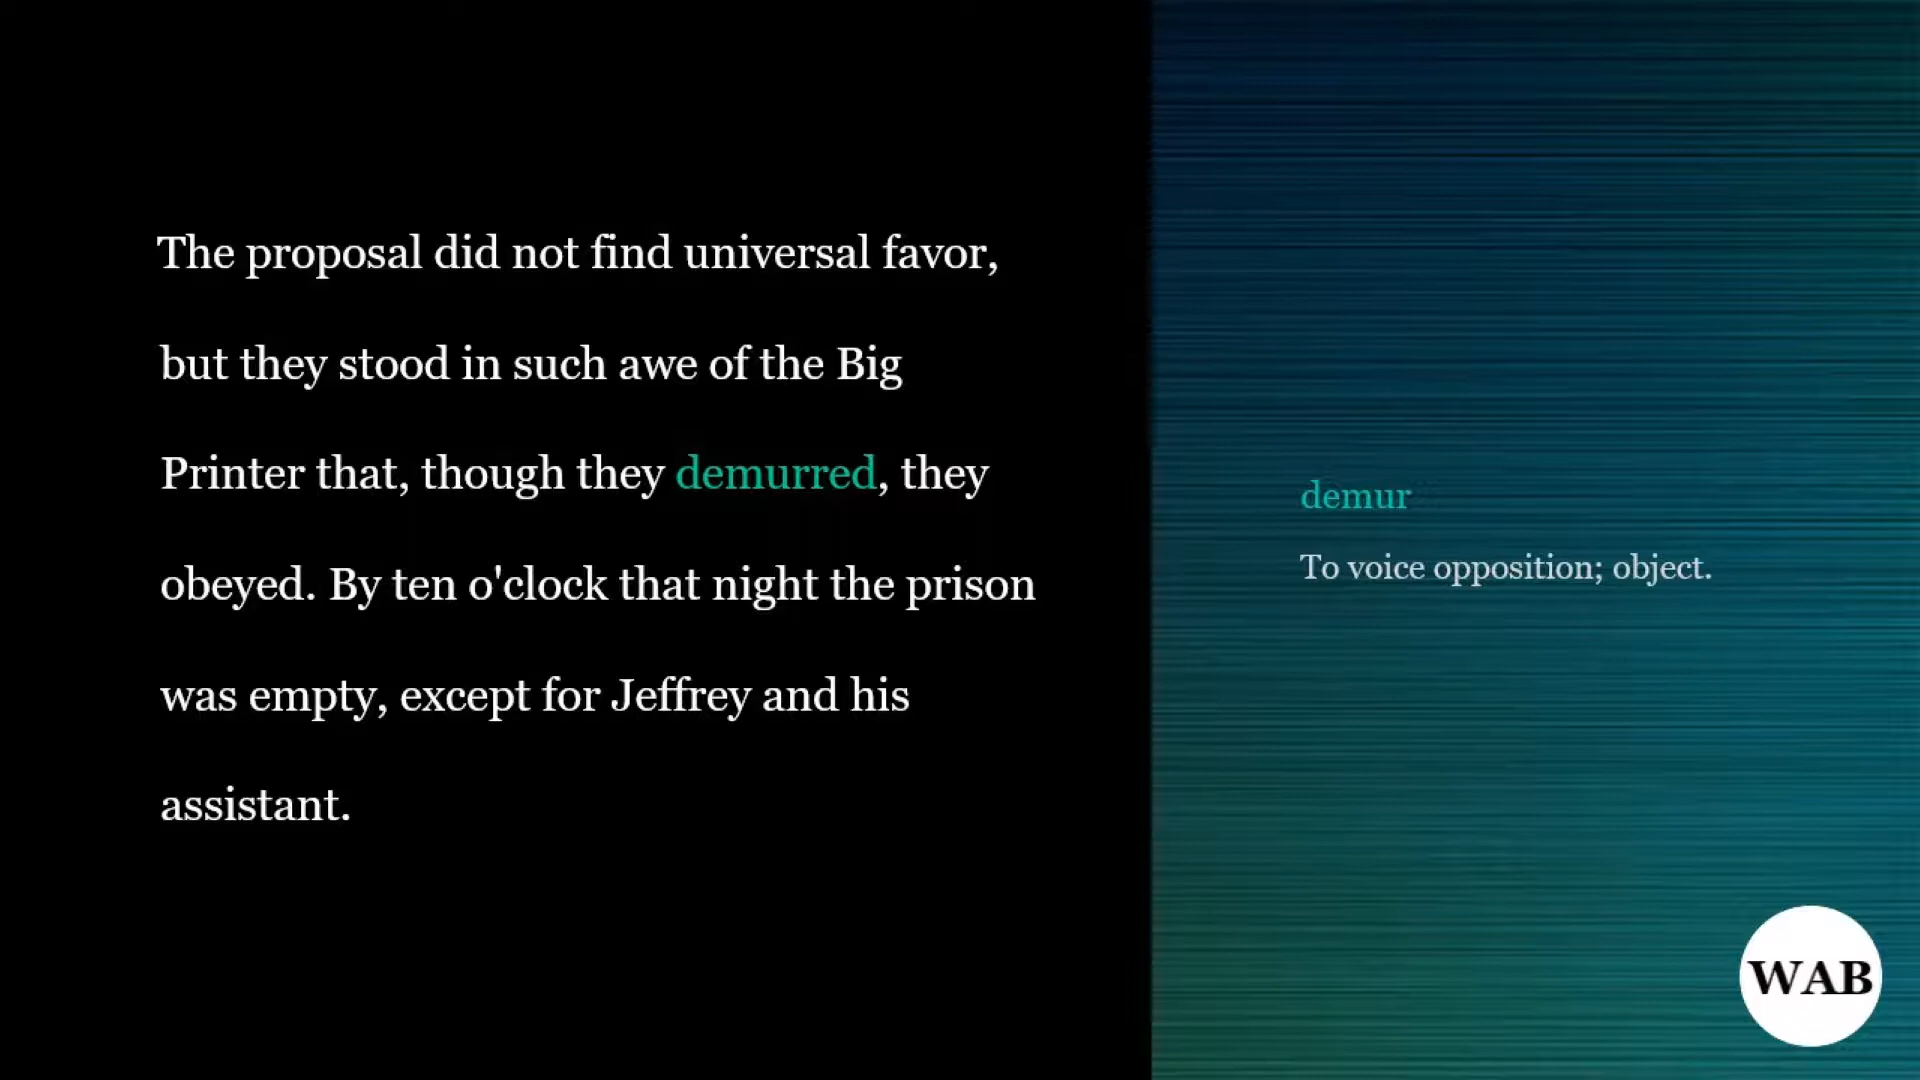 The proposal did not find universal favor,
but they stood in such awe of the Big
Printer that, though they demurred, they
obeyed. By ten o'clock that night the prison
was empty, except for Jeffrey and his
assistant.
demur
To voice opposition; object.
WAB